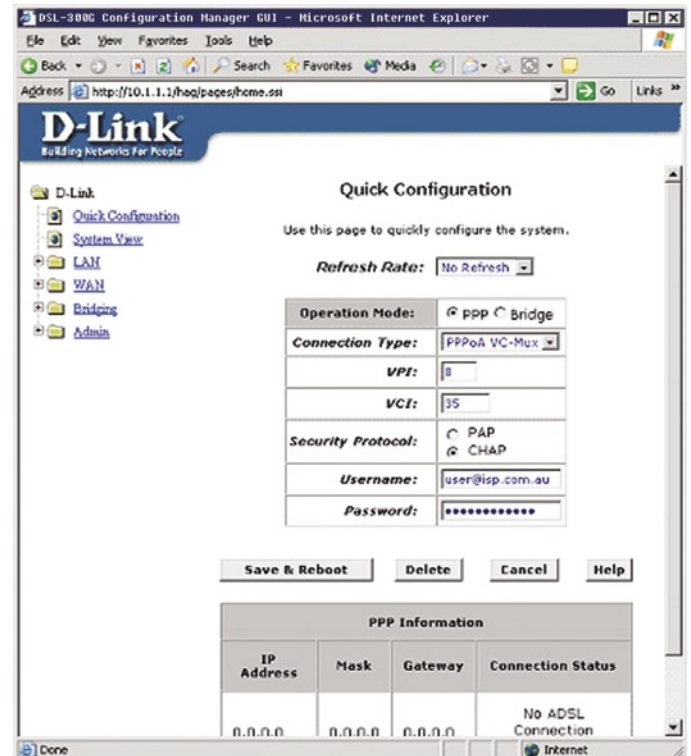 DSL-300G Configuration Manager GUI - Microsoft Internet Explorer
File Edit View Favorites Tools Help
Back Search Favorites Media
Address http://10.1.1.1/hag/pages/home.ssi Go Links »
D-Link
Building Networks For People
D-Link
Quick Configuration
System View
LAN
WAN
Bridging
Admin
Quick Configuration
Use this page to quickly configure the system.
Refresh Rate: No Refresh
Operation Mode: PPP Bridge
Connection Type: PPPoA VC-Mux
VPI: 8
VCI: 35
Security Protocol: PAP
CHAP
Username: user@isp.com.au
Password: ••••••••••••
Save & Reboot Delete Cancel Help
PPP Information
IP Address Mask Gateway Connection Status
0.0.0.0 0.0.0.0 0.0.0.0 No ADSL Connection
Done Internet